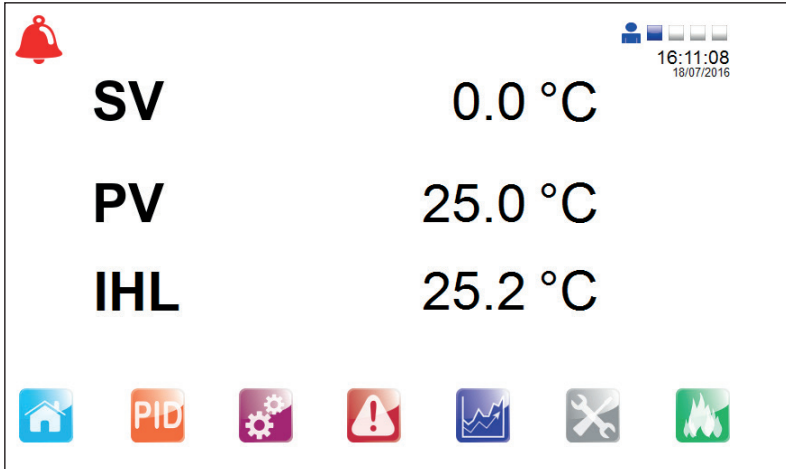 16:11:08
18/07/2016
SV 0.0 °C
PV 25.0 °C
IHL 25.2 °C
PID